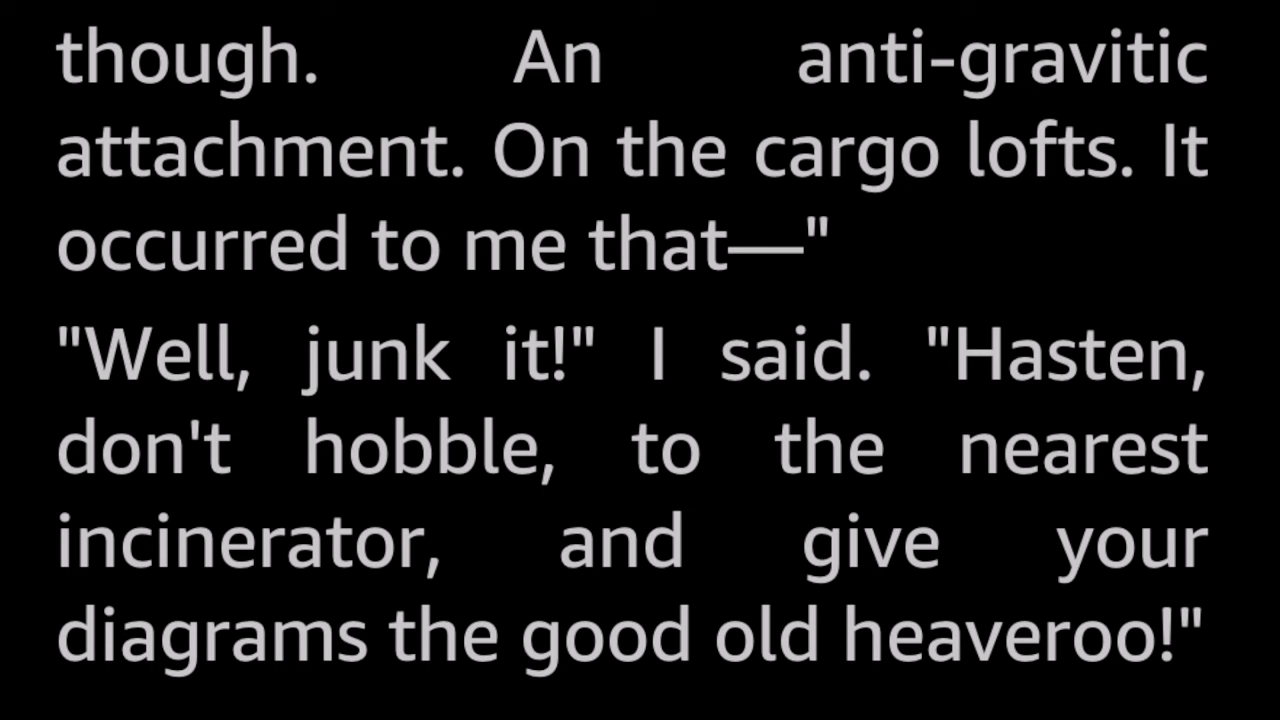 though. An anti-gravitic
attachment. On the cargo lofts. It
occurred to me that—"
"Well, junk it!" I said. "Hasten,
don't hobble, to the nearest
incinerator, and give your
diagrams the good old heaveroo!"